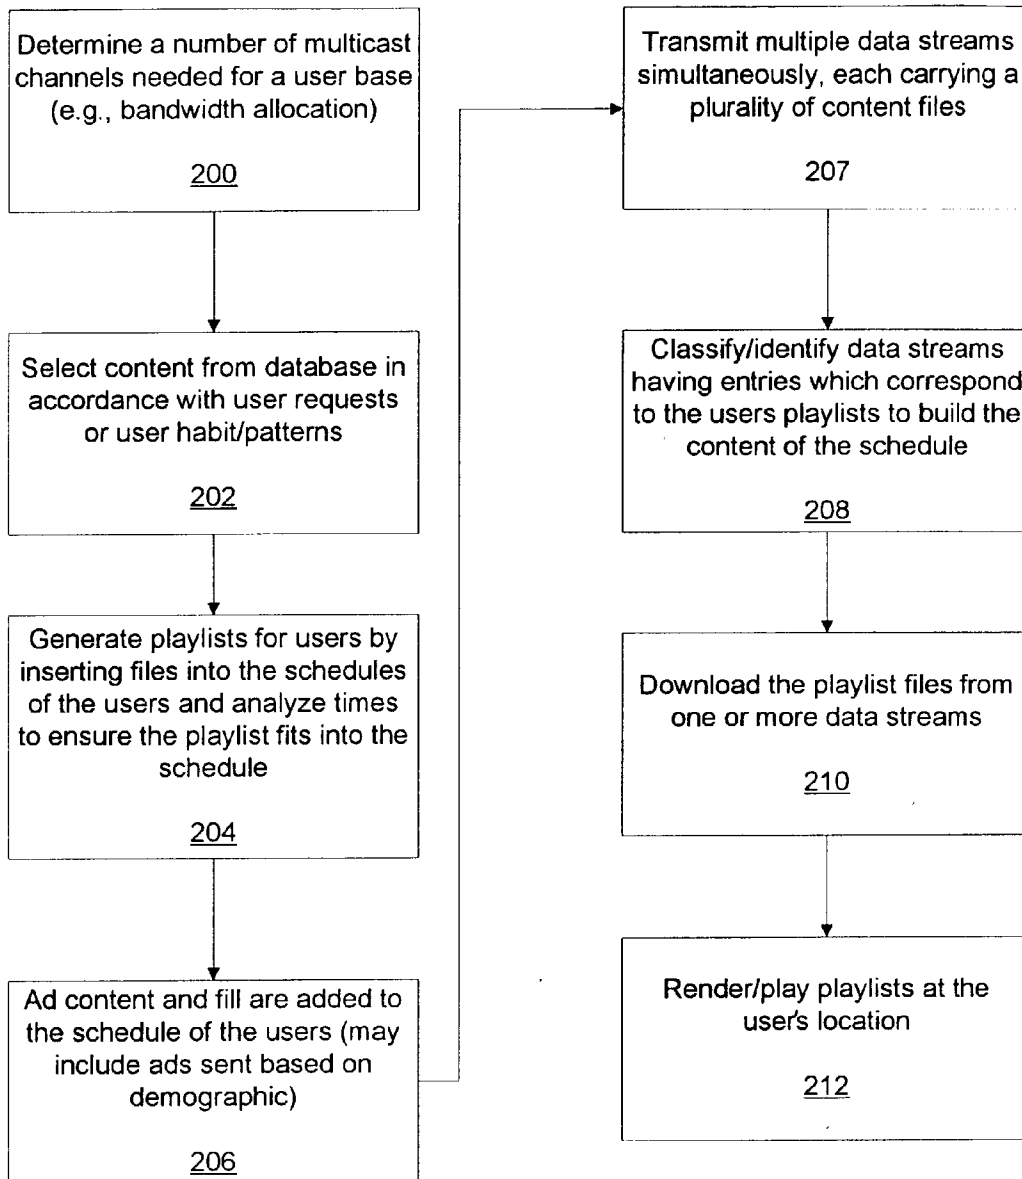 Determine a number of multicast
channels needed for a user base
(e.g., bandwidth allocation)
200
Select content from database in
accordance with user requests
or user habit/patterns
202
Generate playlists for users by
inserting files into the schedules
of the users and analyze times
to ensure the playlist fits into the
schedule
204
Ad content and fill are added to
the schedule of the users (may
include ads sent based on
demographic)
206
Transmit multiple data streams
simultaneously, each carrying a
plurality of content files
207
Classify/identify data streams
having entries which correspond
to the users playlists to build the
content of the schedule
208
Download the playlist files from
one or more data streams
210
Render/play playlists at the
user's location
212